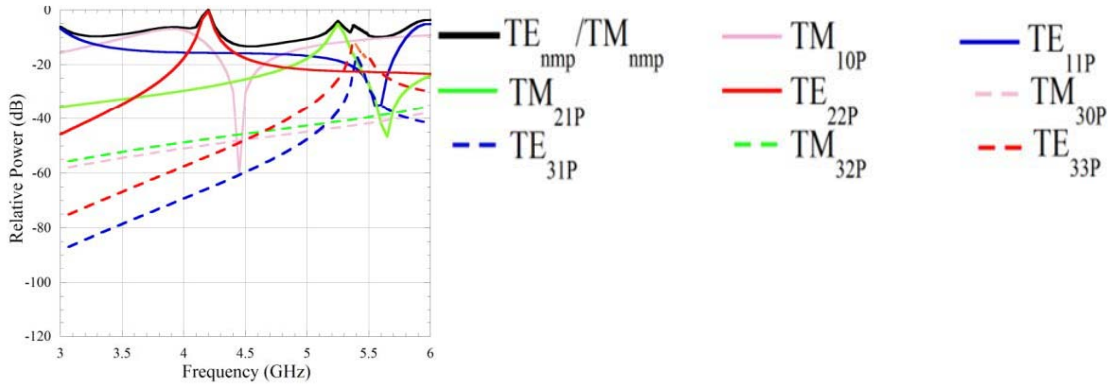 Relative Power (dB)
0
-20
-40
-60
-80
-100
-120
3 3.5 4 4.5 5 5.5 6
Frequency (GHz)
TEnmp/TMnmp TM10P TE11P
TM21P TE22P TM30P
TE31P TM32P TE33P